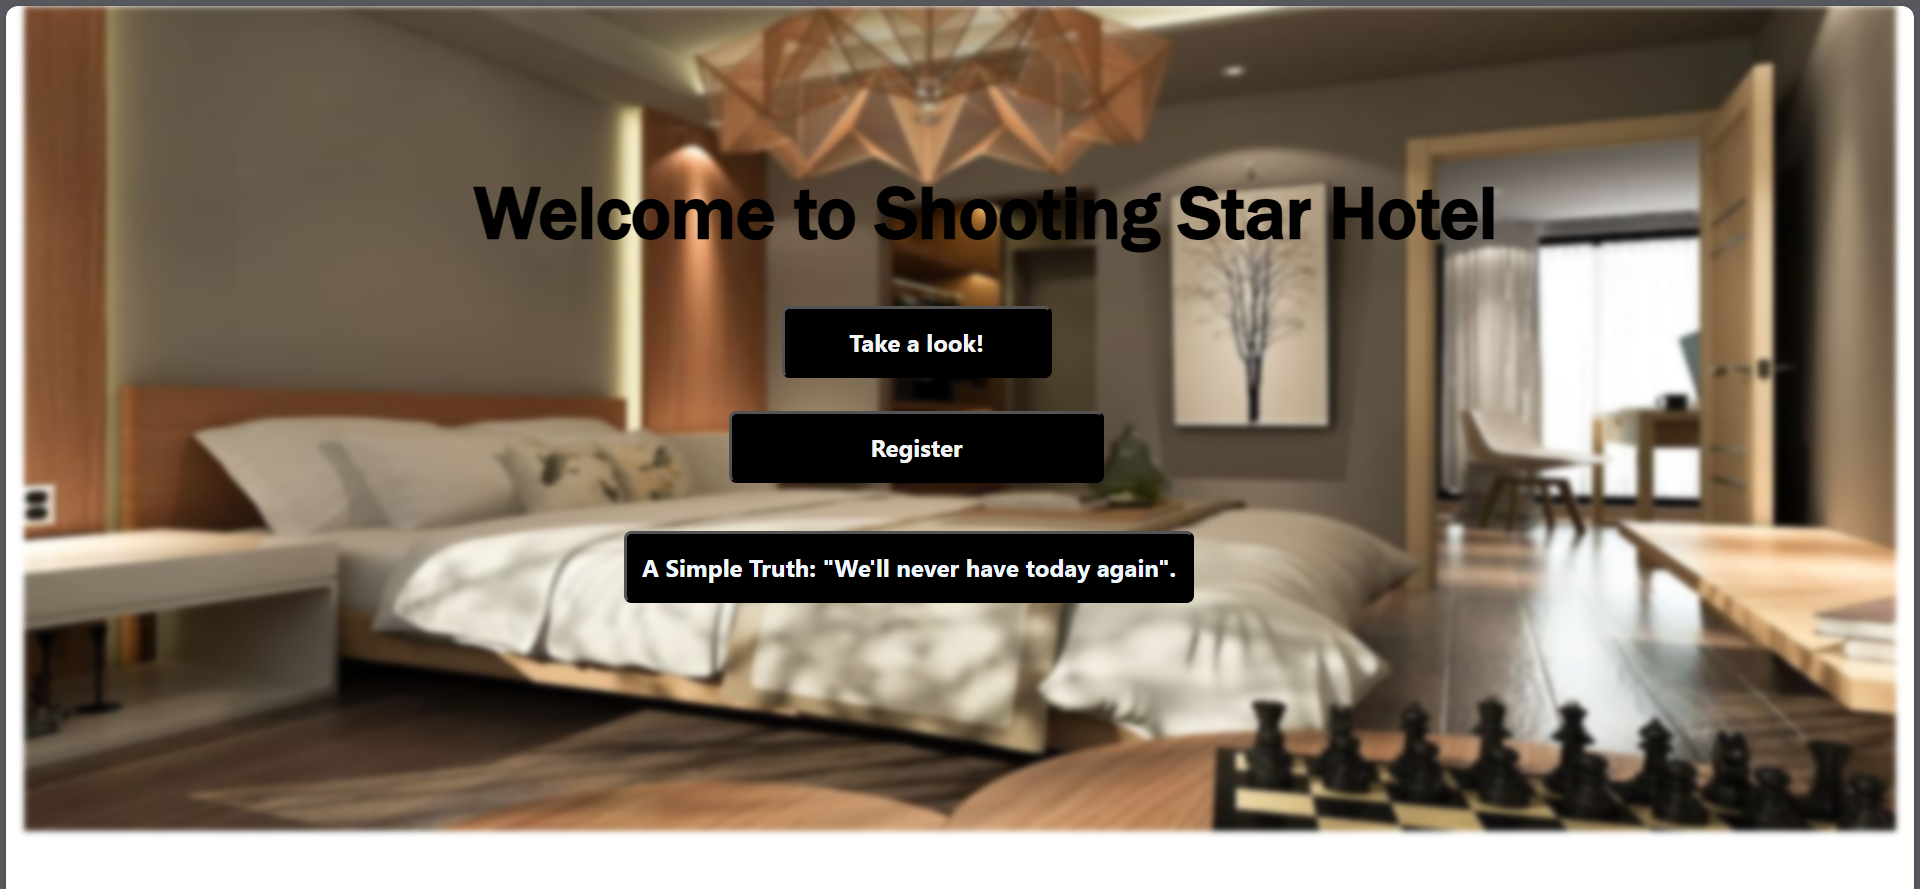 Welcome to Shooting Star Hotel
Take a look!
Register
A Simple Truth: "We'll never have today again".